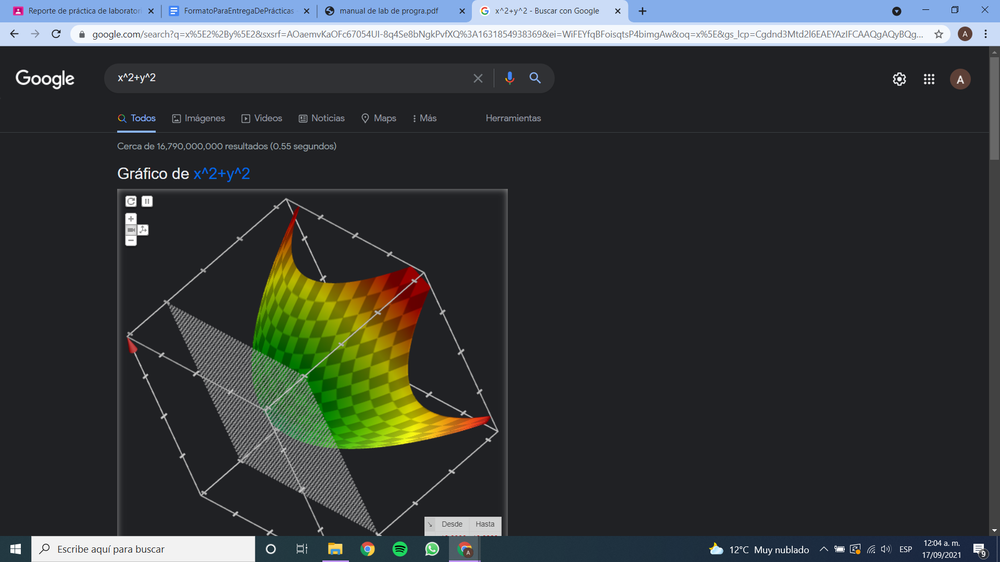 Reporte de práctica de laboratori
FormatoParaEntregaDePrácticas
manual de lab de progra.pdf
x^2+y^2 - Buscar con Google
google.com/search?q=x%5E2%2By%5E2&sxsrf=AOaemvKaOFc67054UI-8q4Se8bNgkPvfXQ%3A1631854938369&ei=WiFEYfqBFoisqtsP4bimgAw&oq=x%5E&gs_lcp=Cgdnd3Mtd2l6EAEYAzIFCAAQgAQyBQg...
A
Google
x^2+y^2
A
Todos
Imágenes
Videos
Noticias
Maps
Más
Herramientas
Cerca de 16,790,000,000 resultados (0.55 segundos)
Gráfico de x^2+y^2
Desde
Hasta
Escribe aquí para buscar
A
12°C Muy nublado
ESP
12:04 a. m.
17/09/2021
9